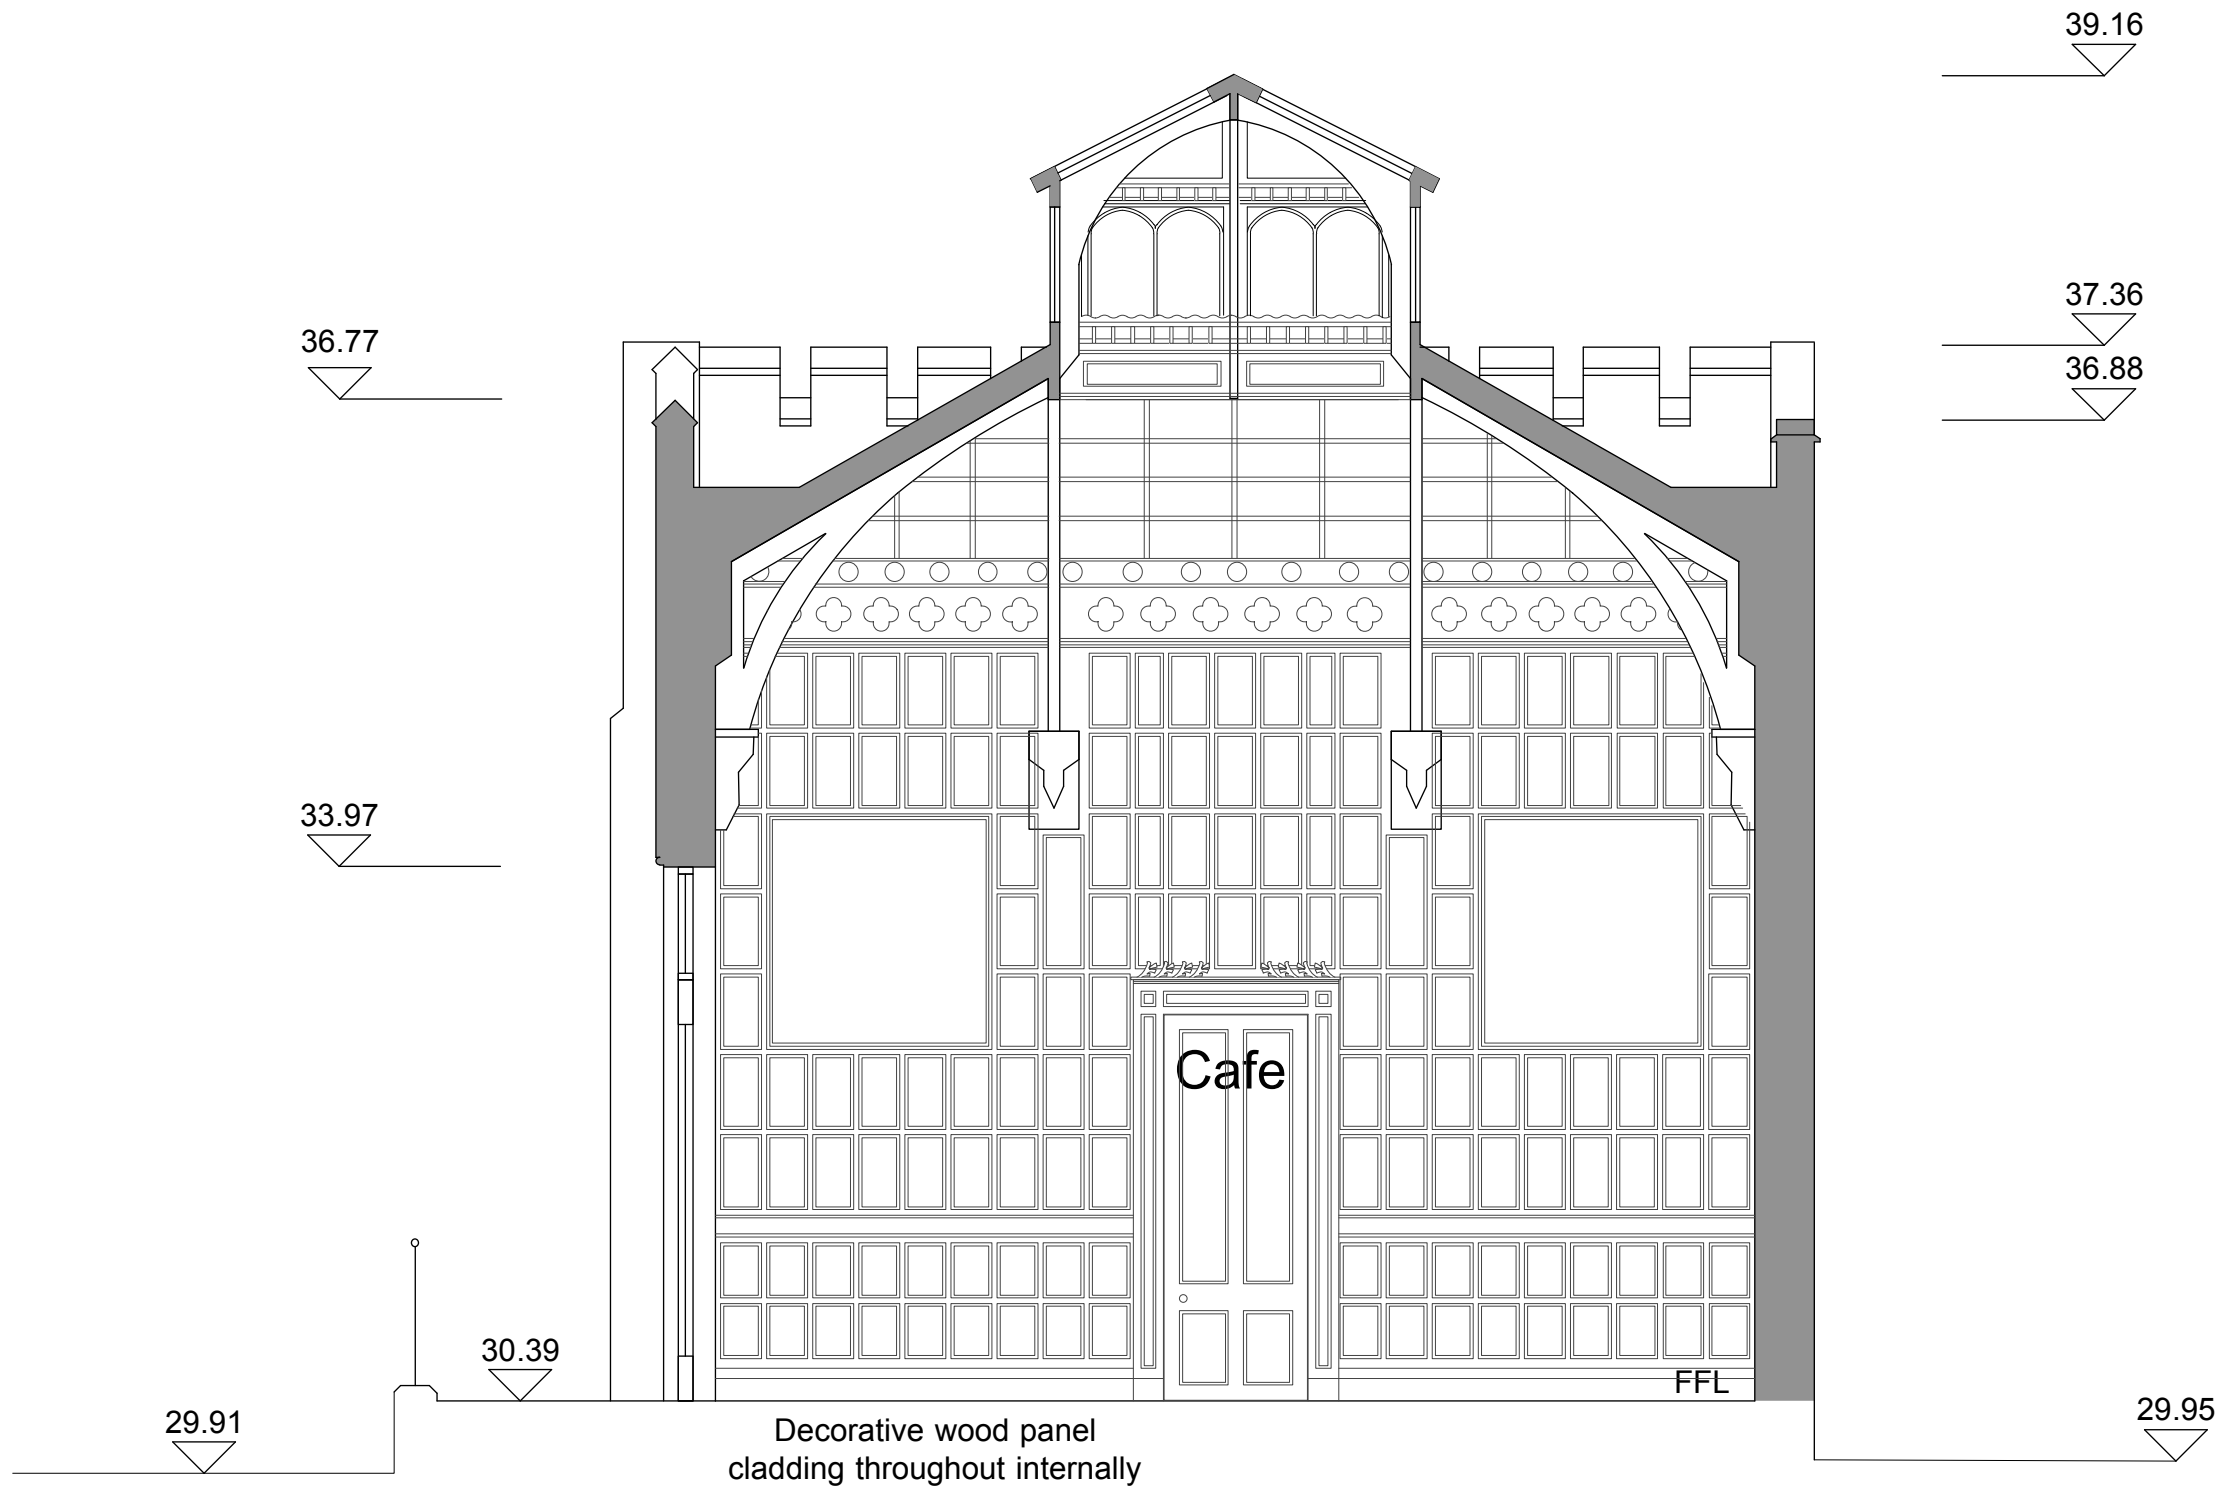 39.16
37.36
36.77
36.88
33.97
Cafe
30.39
FFL
29.91
29.95
Decorative wood panel
cladding throughout internally